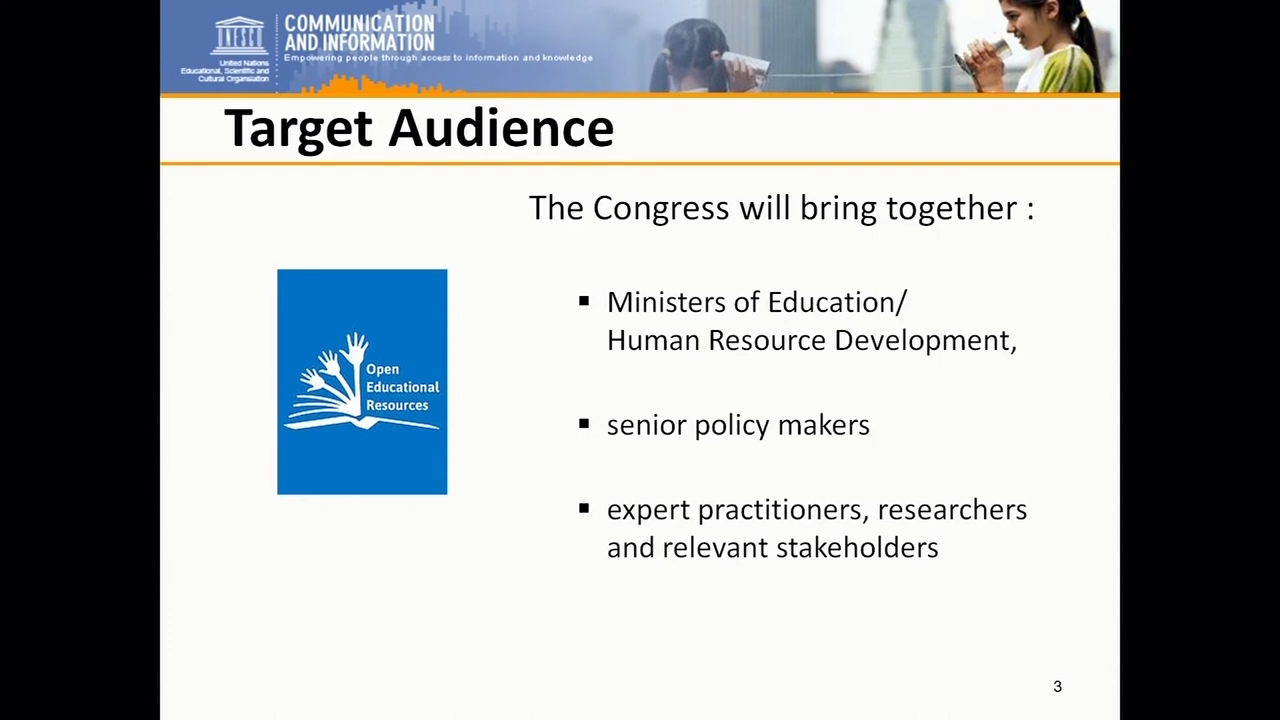 UNESCO
United Nations
Educational, Scientific and
Cultural Organisation
COMMUNICATION
AND INFORMATION
Empowering people through access to information and knowledge
Target Audience
The Congress will bring together :
▪ Ministers of Education/
Human Resource Development,
▪ senior policy makers
▪ expert practitioners, researchers
and relevant stakeholders
Open
Educational
Resources
3